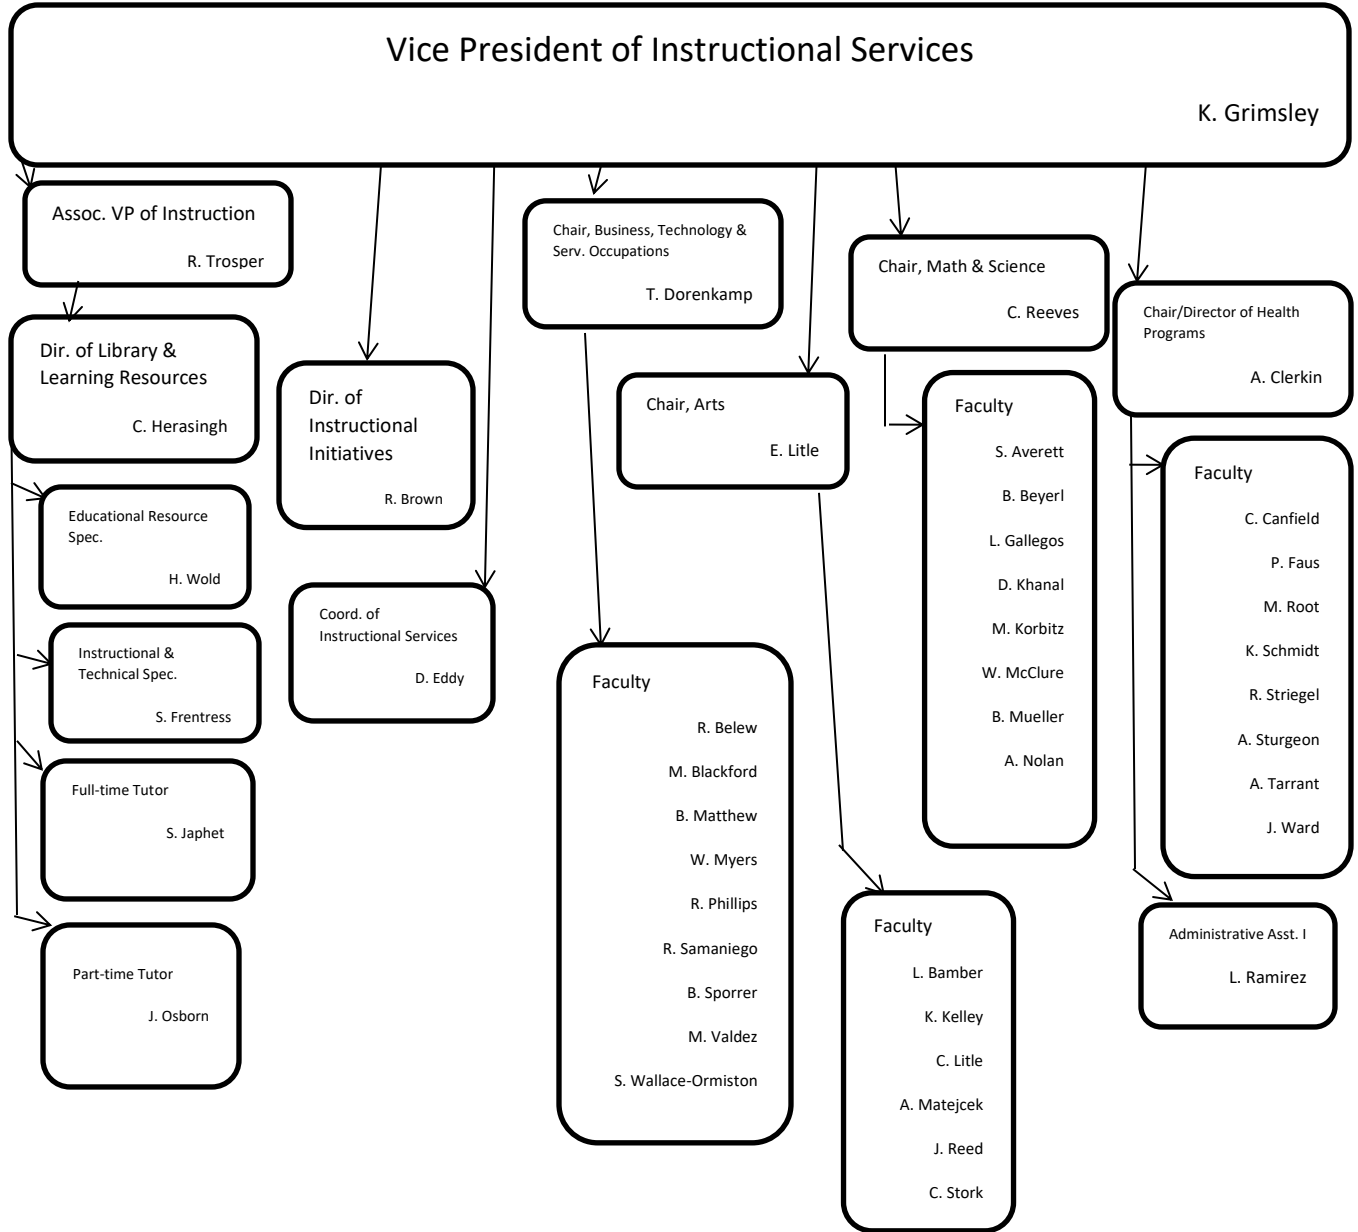 Vice President of Instructional Services
K. Grimsley
Assoc. VP of Instruction
R. Trosper
Dir. of Library &
Learning Resources
C. Herasingh
Educational Resource
Spec.
H. Wold
Instructional &
Technical Spec.
S. Frentress
Full-time Tutor
S. Japhet
Part-time Tutor
J. Osborn
Dir. of
Instructional
Initiatives
R. Brown
Coord. of
Instructional Services
D. Eddy
Chair, Business, Technology &
Serv. Occupations
T. Dorenkamp
Faculty
R. Belew
M. Blackford
B. Matthew
W. Myers
R. Phillips
R. Samaniego
B. Sporrer
M. Valdez
S. Wallace-Ormiston
Chair, Arts
E. Litle
Faculty
L. Bamber
K. Kelley
C. Litle
A. Matejcek
J. Reed
C. Stork
Chair, Math & Science
C. Reeves
Faculty
S. Averett
B. Beyerl
L. Gallegos
D. Khanal
M. Korbitz
W. McClure
B. Mueller
A. Nolan
Chair/Director of Health
Programs
A. Clerkin
Faculty
C. Canfield
P. Faus
M. Root
K. Schmidt
R. Striegel
A. Sturgeon
A. Tarrant
J. Ward
Administrative Asst. I
L. Ramirez